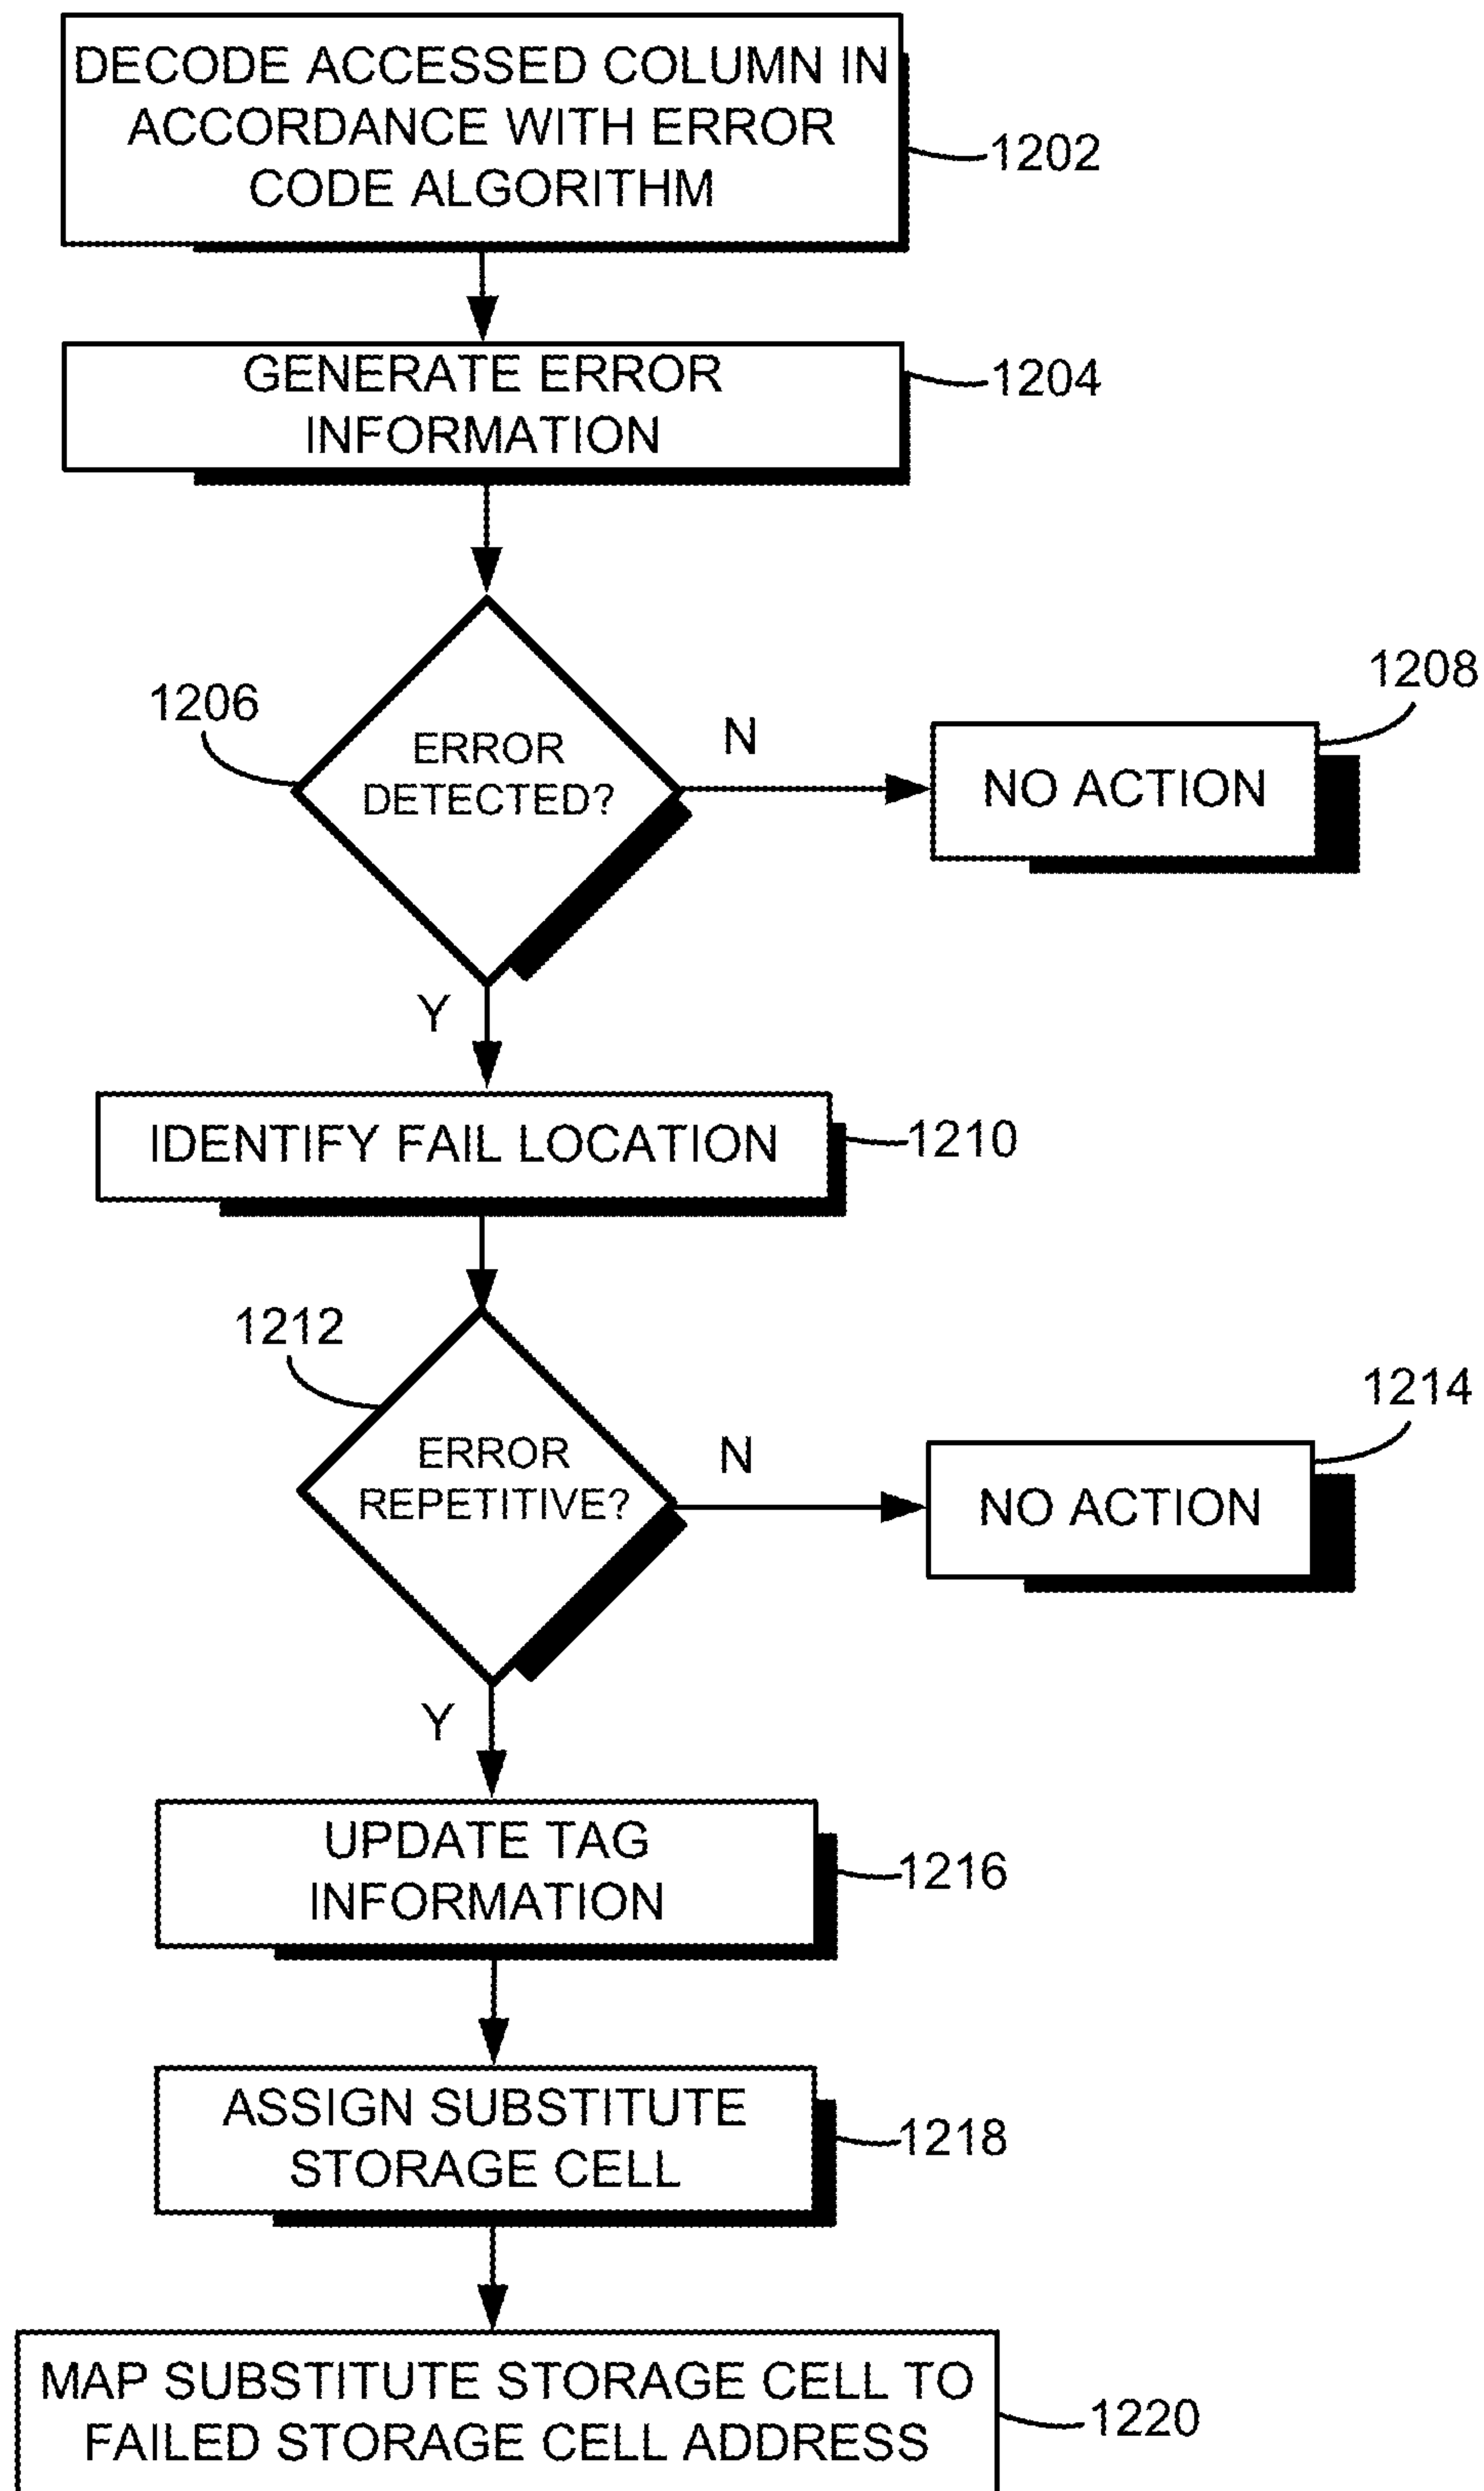 DECODE ACCESSED COLUMN IN
ACCORDANCE WITH ERROR
CODE ALGORITHM
1202
GENERATE ERROR
INFORMATION
1204
1206
ERROR
DETECTED?
N
1208
NO ACTION
Y
IDENTIFY FAIL LOCATION
1210
1212
ERROR
REPETITIVE?
N
1214
NO ACTION
Y
UPDATE TAG
INFORMATION
1216
ASSIGN SUBSTITUTE
STORAGE CELL
1218
MAP SUBSTITUTE STORAGE CELL TO
FAILED STORAGE CELL ADDRESS
1220